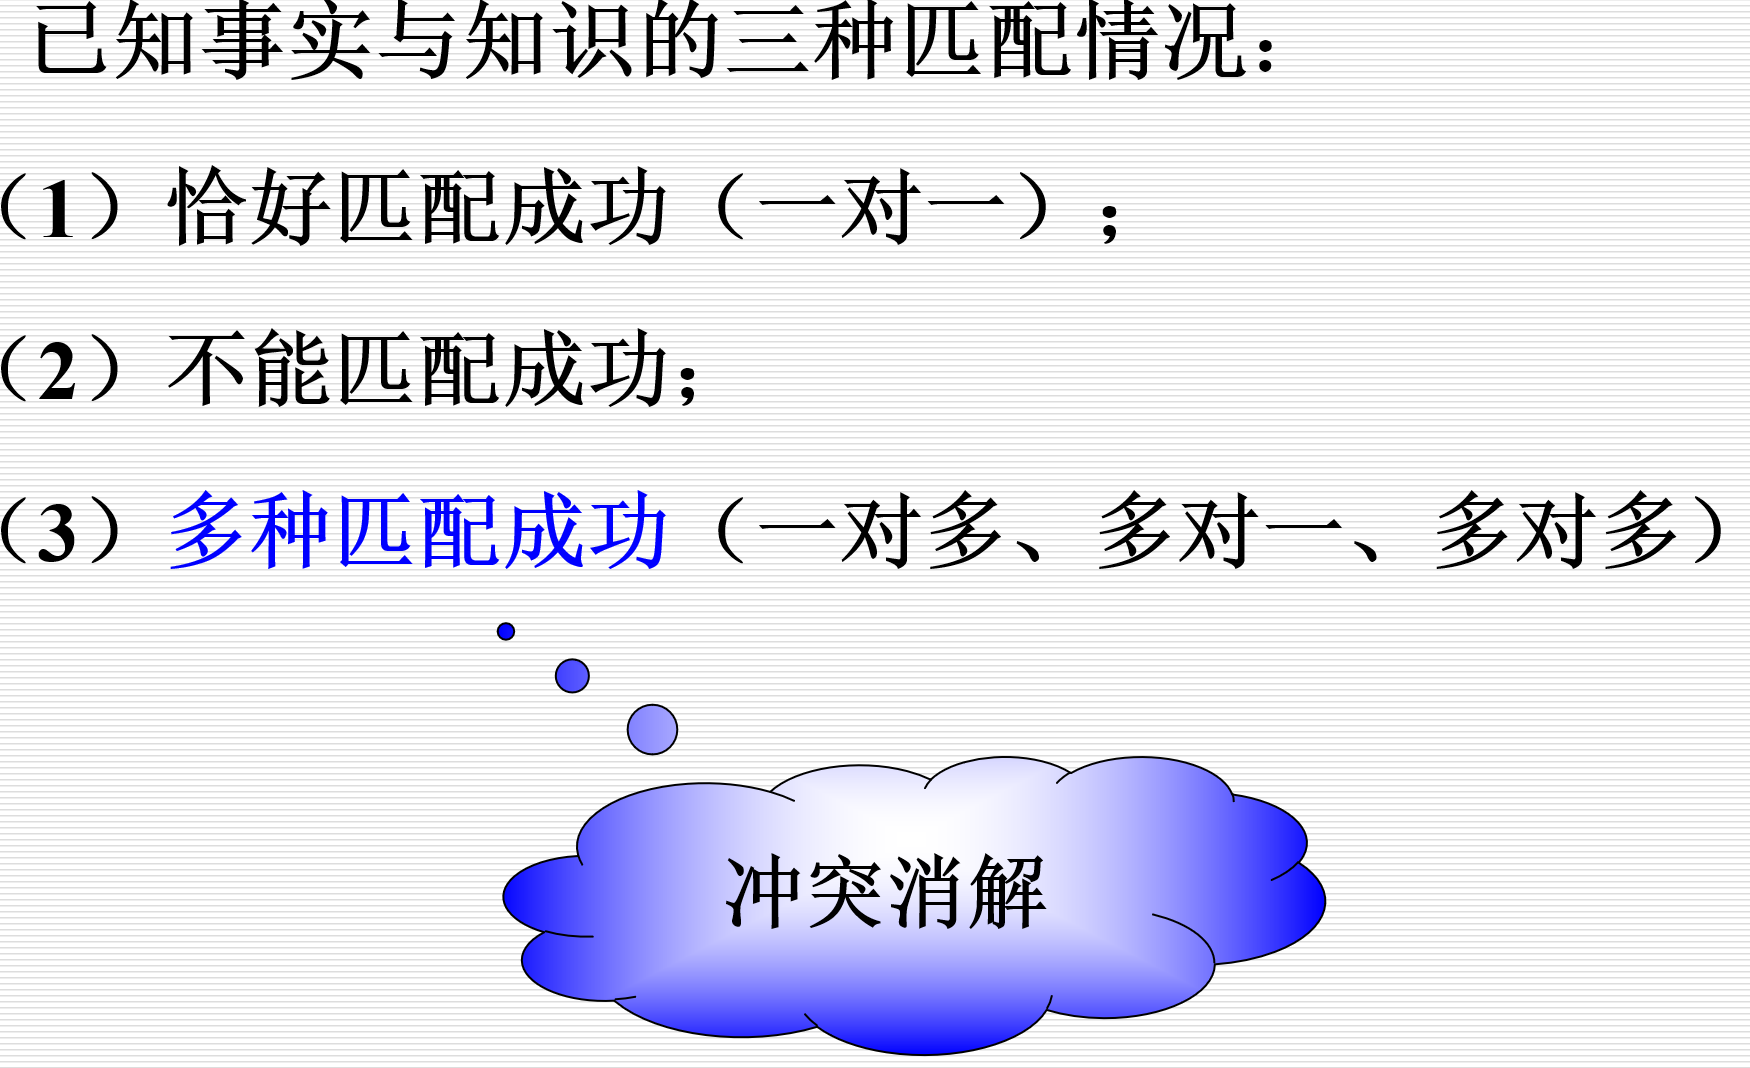 已知事实与知识的三种匹配情况：
（1）恰好匹配成功（一对一）；
（2）不能匹配成功；
（3）多种匹配成功（一对多、多对一、多对多）
冲突消解